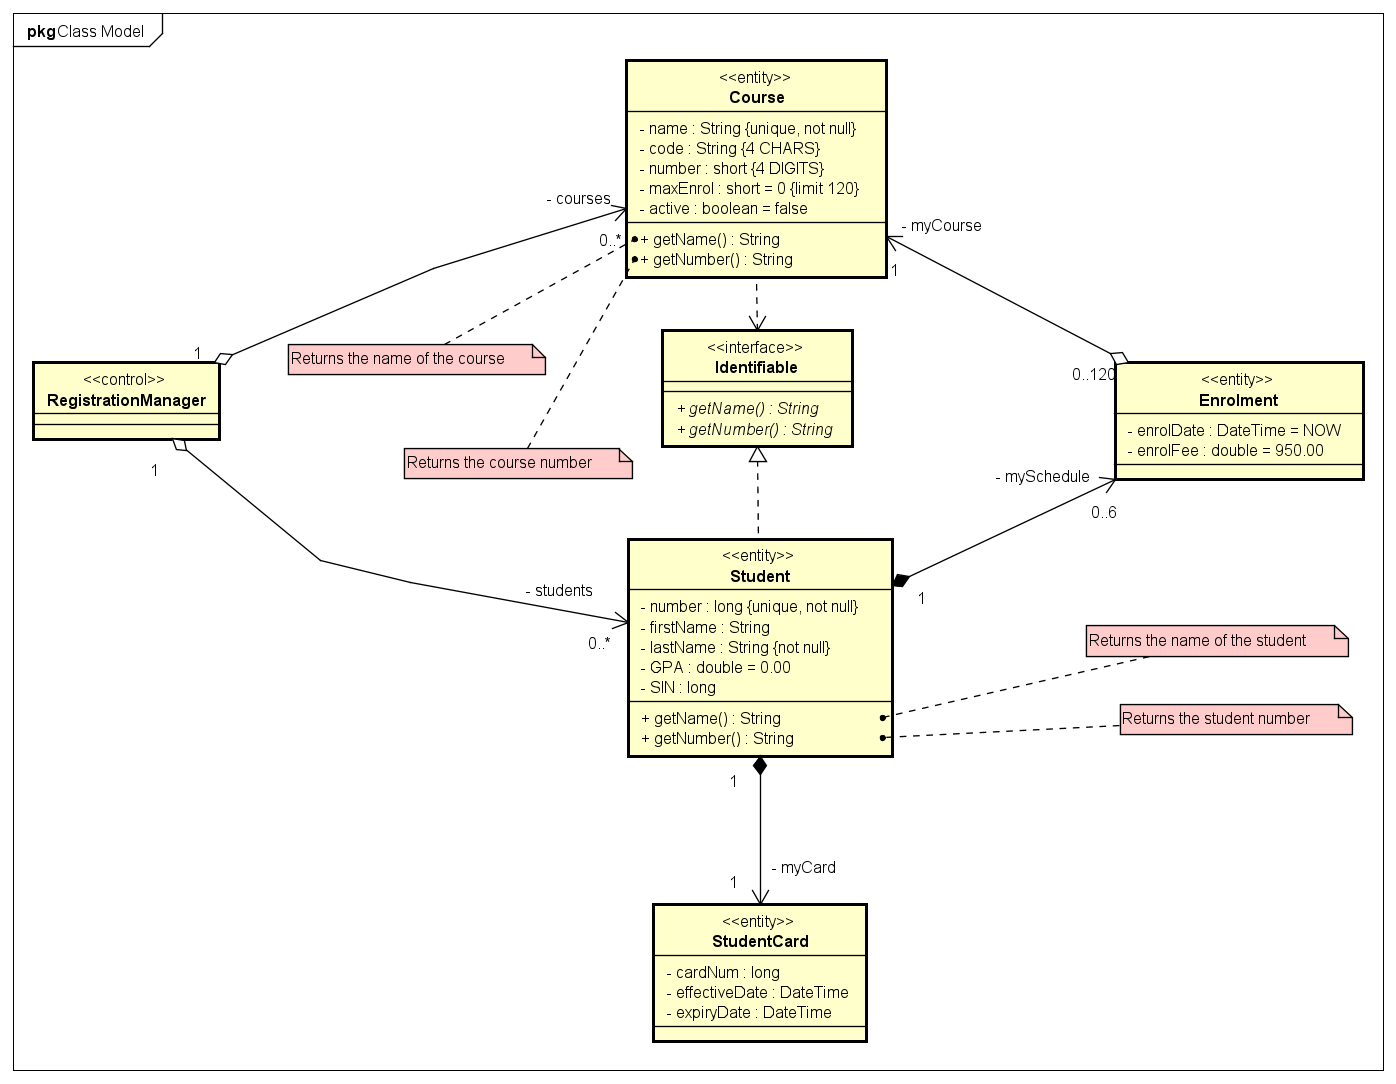 pkg Class Model
<<entity>>
Course
- name : String {unique, not null}
- code : String {4 CHARS}
- number : short {4 DIGITS}
- maxEnrol : short = 0 {limit 120}
- active : boolean = false
+ getName() : String
+ getNumber() : String
- courses
0..*
- myCourse
1
1
Returns the name of the course
<<interface>>
Identifiable
+ getName() : String
+ getNumber() : String
<<control>>
RegistrationManager
0..120
<<entity>>
Enrolment
- enrolDate : DateTime = NOW
- enrolFee : double = 950.00
1
Returns the course number
- mySchedule
0..6
<<entity>>
Student
- number : long {unique, not null}
- firstName : String
- lastName : String {not null}
- GPA : double = 0.00
- SIN : long
+ getName() : String
+ getNumber() : String
- students
0..*
1
Returns the name of the student
Returns the student number
1
- myCard
1
<<entity>>
StudentCard
- cardNum : long
- effectiveDate : DateTime
- expiryDate : DateTime